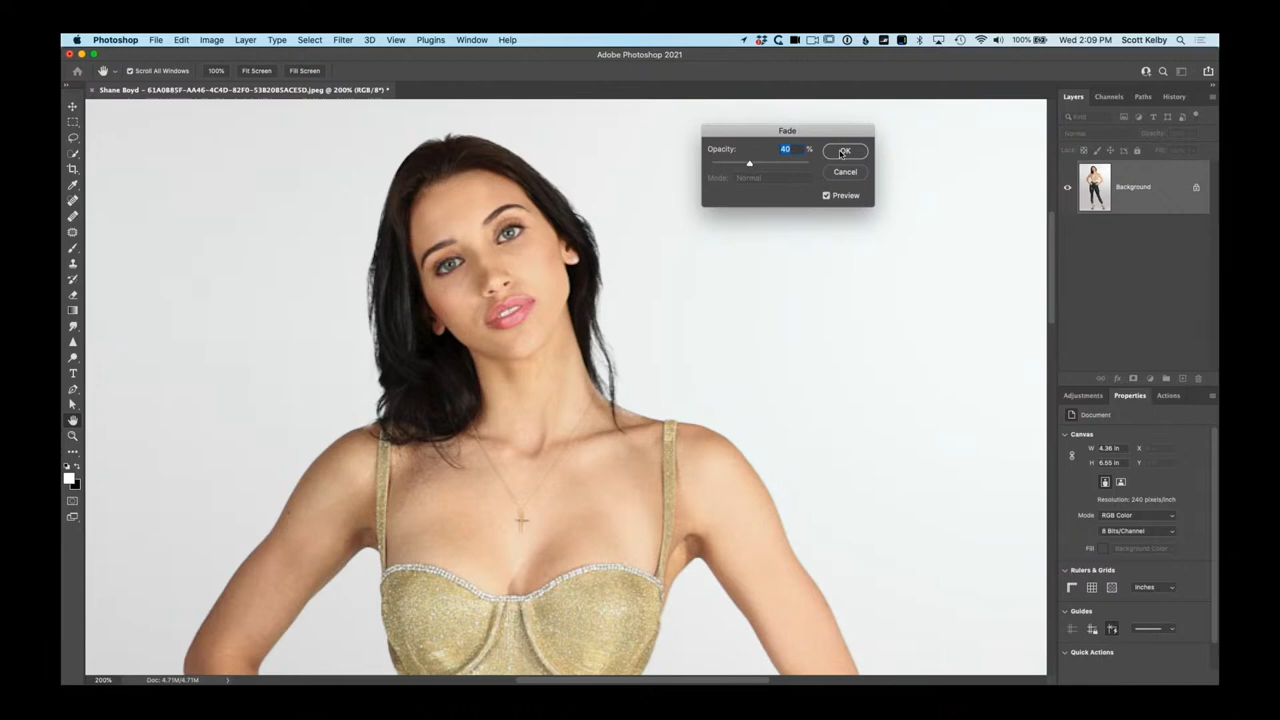 Photoshop File Edit Image Layer Type Select Filter 3D View Plugins Window Help 100% Wed 2:09 PM Scott Kelby
Adobe Photoshop 2021
Scroll All Windows 100% Fit Screen Fill Screen
Shane Boyd - 61A0B85F-AA46-4C4D-82F0-53B20B5ACE5D.jpeg @ 200% (RGB/8*) *
Layers Channels Paths History
Kind
Normal Opacity:
Lock: Fill:
Background
Fade
Opacity: 40 % OK
Mode: Normal Cancel
Preview
Adjustments Properties Actions
Document
Canvas
W 4.36 in X
H 6.55 in Y
Resolution: 240 pixels/inch
Mode RGB Color
8 Bits/Channel
Fill Background Color
Rulers & Grids
Inches
Guides
Quick Actions
200% Doc: 4.71M/4.71M